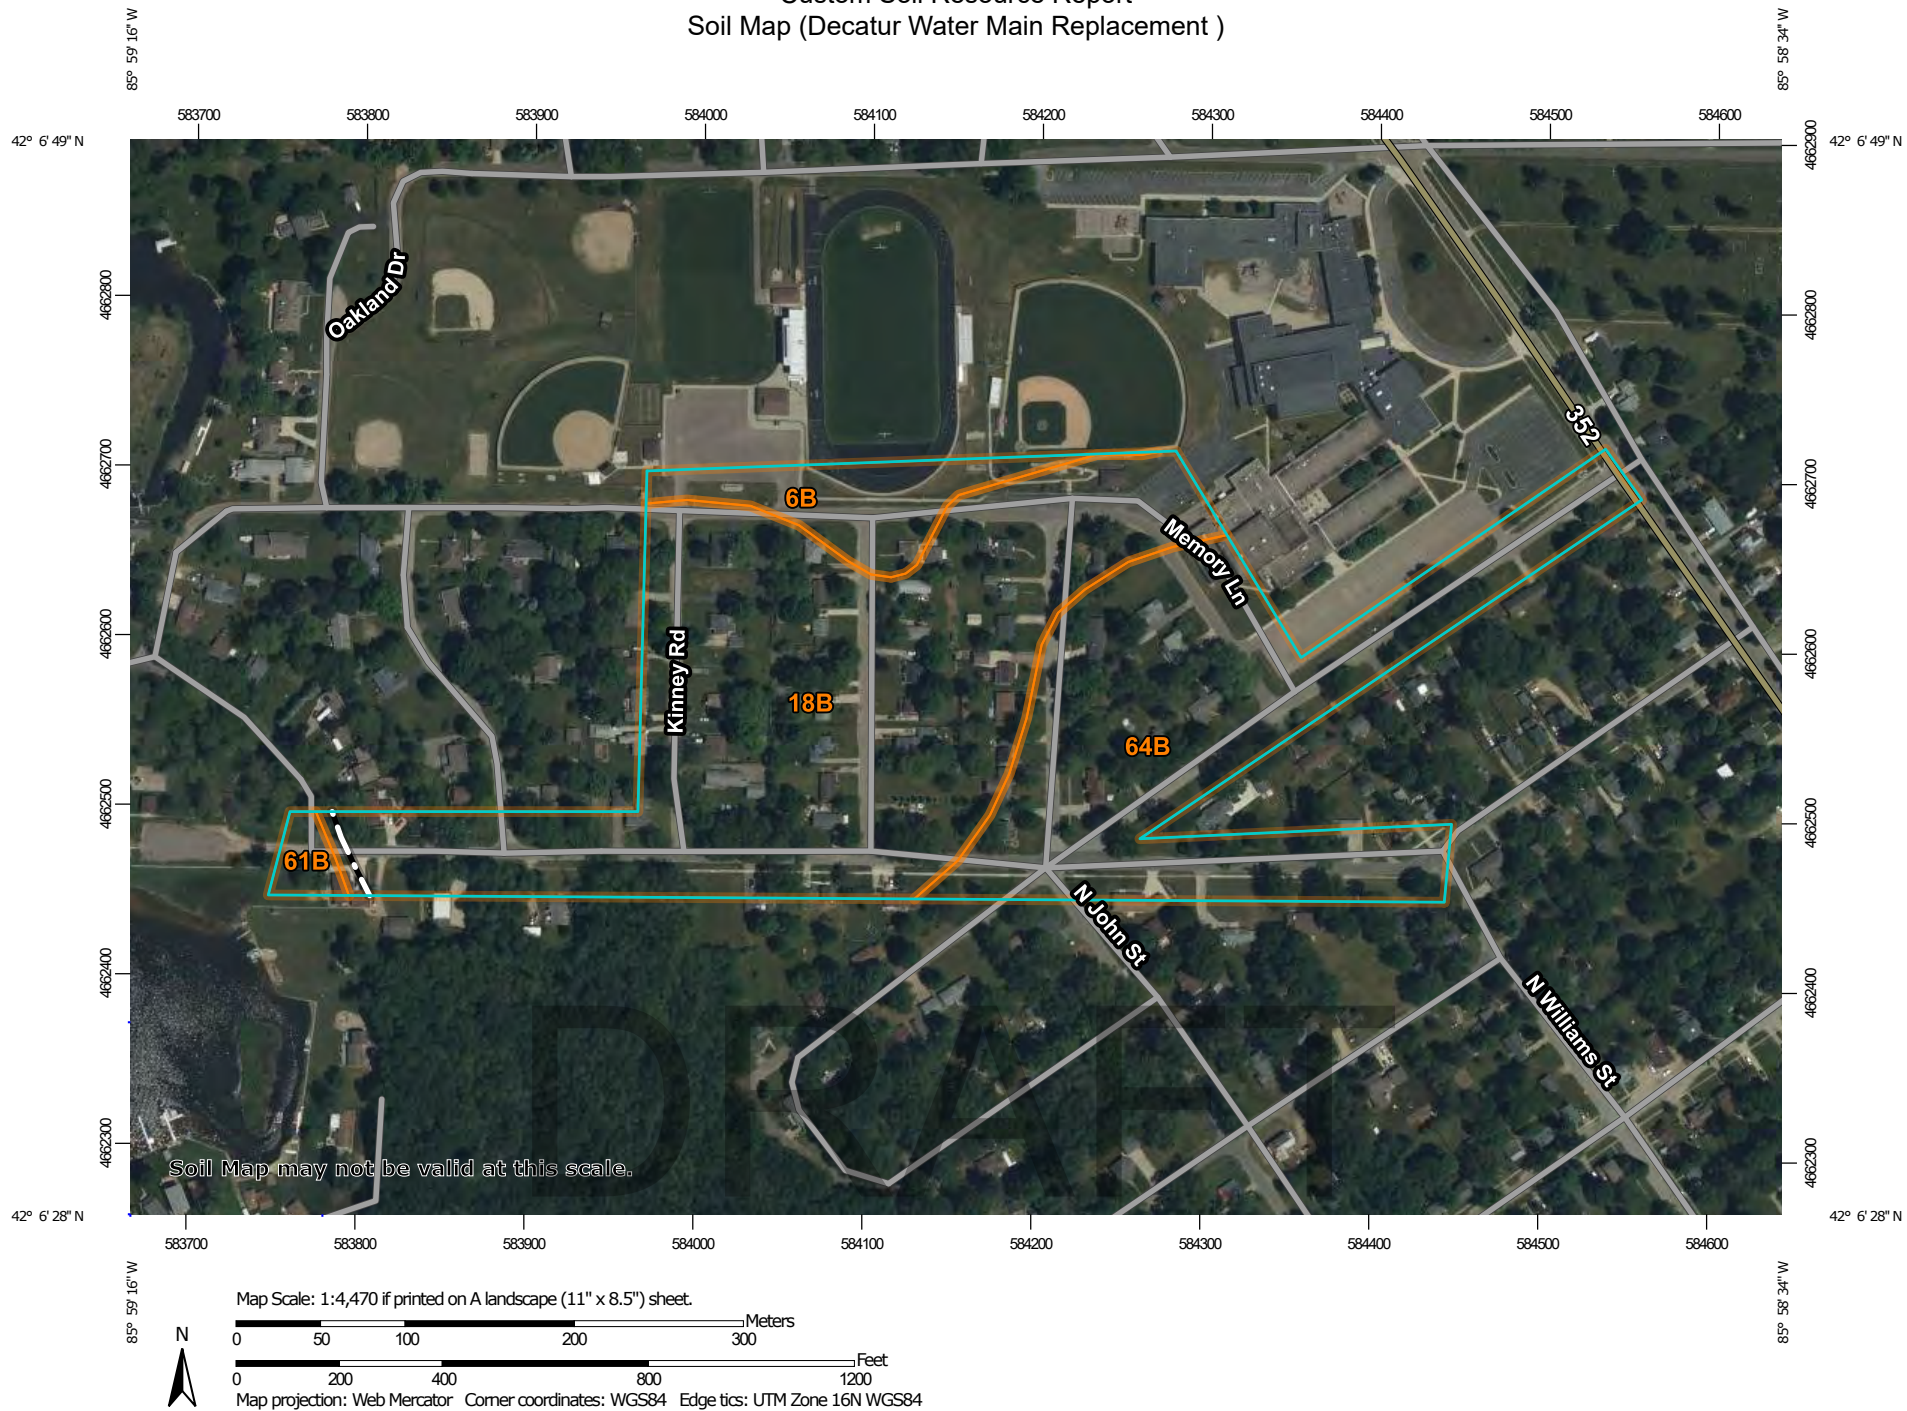 Custom Soil Resource Report
Soil Map (Decatur Water Main Replacement )
85° 59' 16" W
85° 58' 34" W
583700
583800
583900
584000
584100
584200
584300
584400
584500
584600
42° 6' 49" N
42° 6' 49" N
4662900
4662800
4662800
4662700
4662700
4662600
4662600
4662500
4662500
4662400
4662400
4662300
4662300
Oakland Dr
352
6B
Memory Ln
Kinney Rd
18B
64B
61B
N John St
N Williams St
DRAFT
Soil Map may not be valid at this scale.
42° 6' 28" N
42° 6' 28" N
583700
583800
583900
584000
584100
584200
584300
584400
584500
584600
85° 59' 16" W
85° 58' 34" W
Map Scale: 1:4,470 if printed on A landscape (11" x 8.5") sheet.
Meters
0 50 100 200 300
Feet
0 200 400 800 1200
N
Map projection: Web Mercator Corner coordinates: WGS84 Edge tics: UTM Zone 16N WGS84